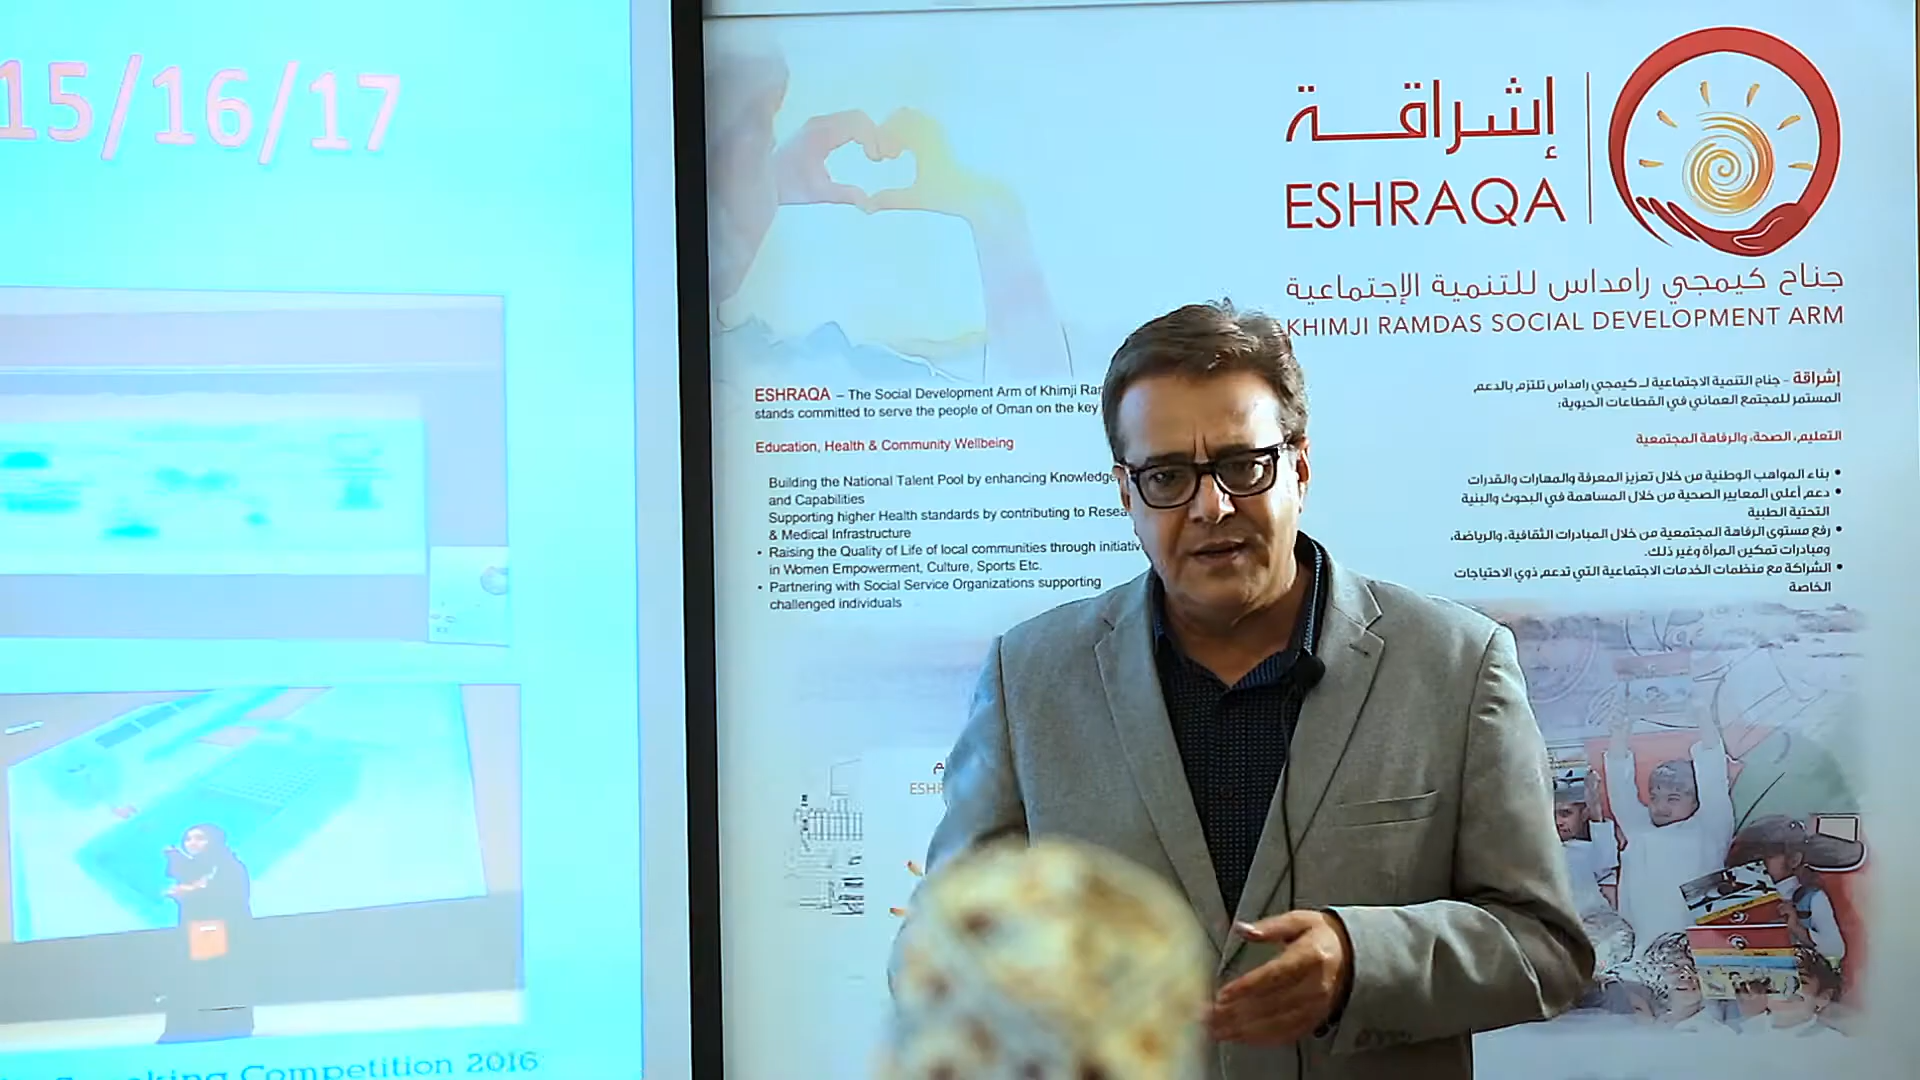 15/16/17
Competition 2016
إشراقة
ESHRAQA
جناح كيمجي رامداس للتنمية الإجتماعية
KHIMJI RAMDAS SOCIAL DEVELOPMENT ARM
ESHRAQA – The Social Development Arm of Khimji
stands committed to serve the people of Oman on the key
Education, Health & Community Wellbeing
Building the National Talent Pool by enhancing Knowledge
and Capabilities
Supporting higher Health standards by contributing to
& Medical Infrastructure
• Raising the Quality of Life of local communities through
in Women Empowerment, Culture, Sports Etc.
• Partnering with Social Service Organizations supporting
challenged individuals
إشراقة – جناح التنمية الاجتماعية لـ كيمجي رامداس تلتزم بالدعم
المستمر للمجتمع العماني في القطاعات الحيوية:
التعليم، الصحة، والرفاهة المجتمعية
• بناء المواهب الوطنية من خلال تعزيز المعرفة والمهارات والقدرات
• دعم أعلى المعايير الصحية من خلال المساهمة في البحوث والبنية
التحتية الطبية
• رفع مستوى الرفاهة المجتمعية من خلال المبادرات الثقافية، والرياضة،
ومبادرات تمكين المرأة وغير ذلك.
• الشراكة مع منظمات الخدمات الاجتماعية التي تدعم ذوي الاحتياجات
الخاصة